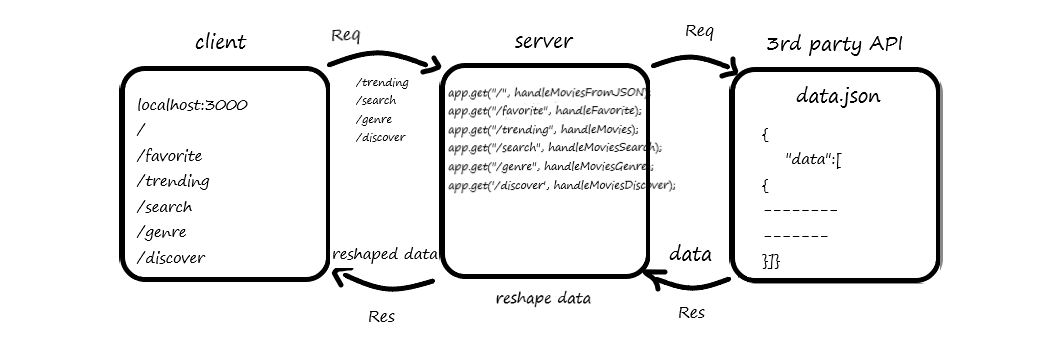 client
localhost:3000
/
/favorite
/trending
/search
/genre
/discover
Req
/trending
/search
/genre
/discover
reshaped data
Res
server
app.get("/", handleMoviesFromJSON);
app.get("/favorite", handleFavorite);
app.get("/trending", handleMovies);
app.get("/search", handleMoviesSearch);
app.get("/genre", handleMoviesGenre);
app.get("/discover', handleMoviesDiscover);
reshape data
Req
data
Res
3rd party API
data.json
{
"data":[
{
--------
-------
}]}